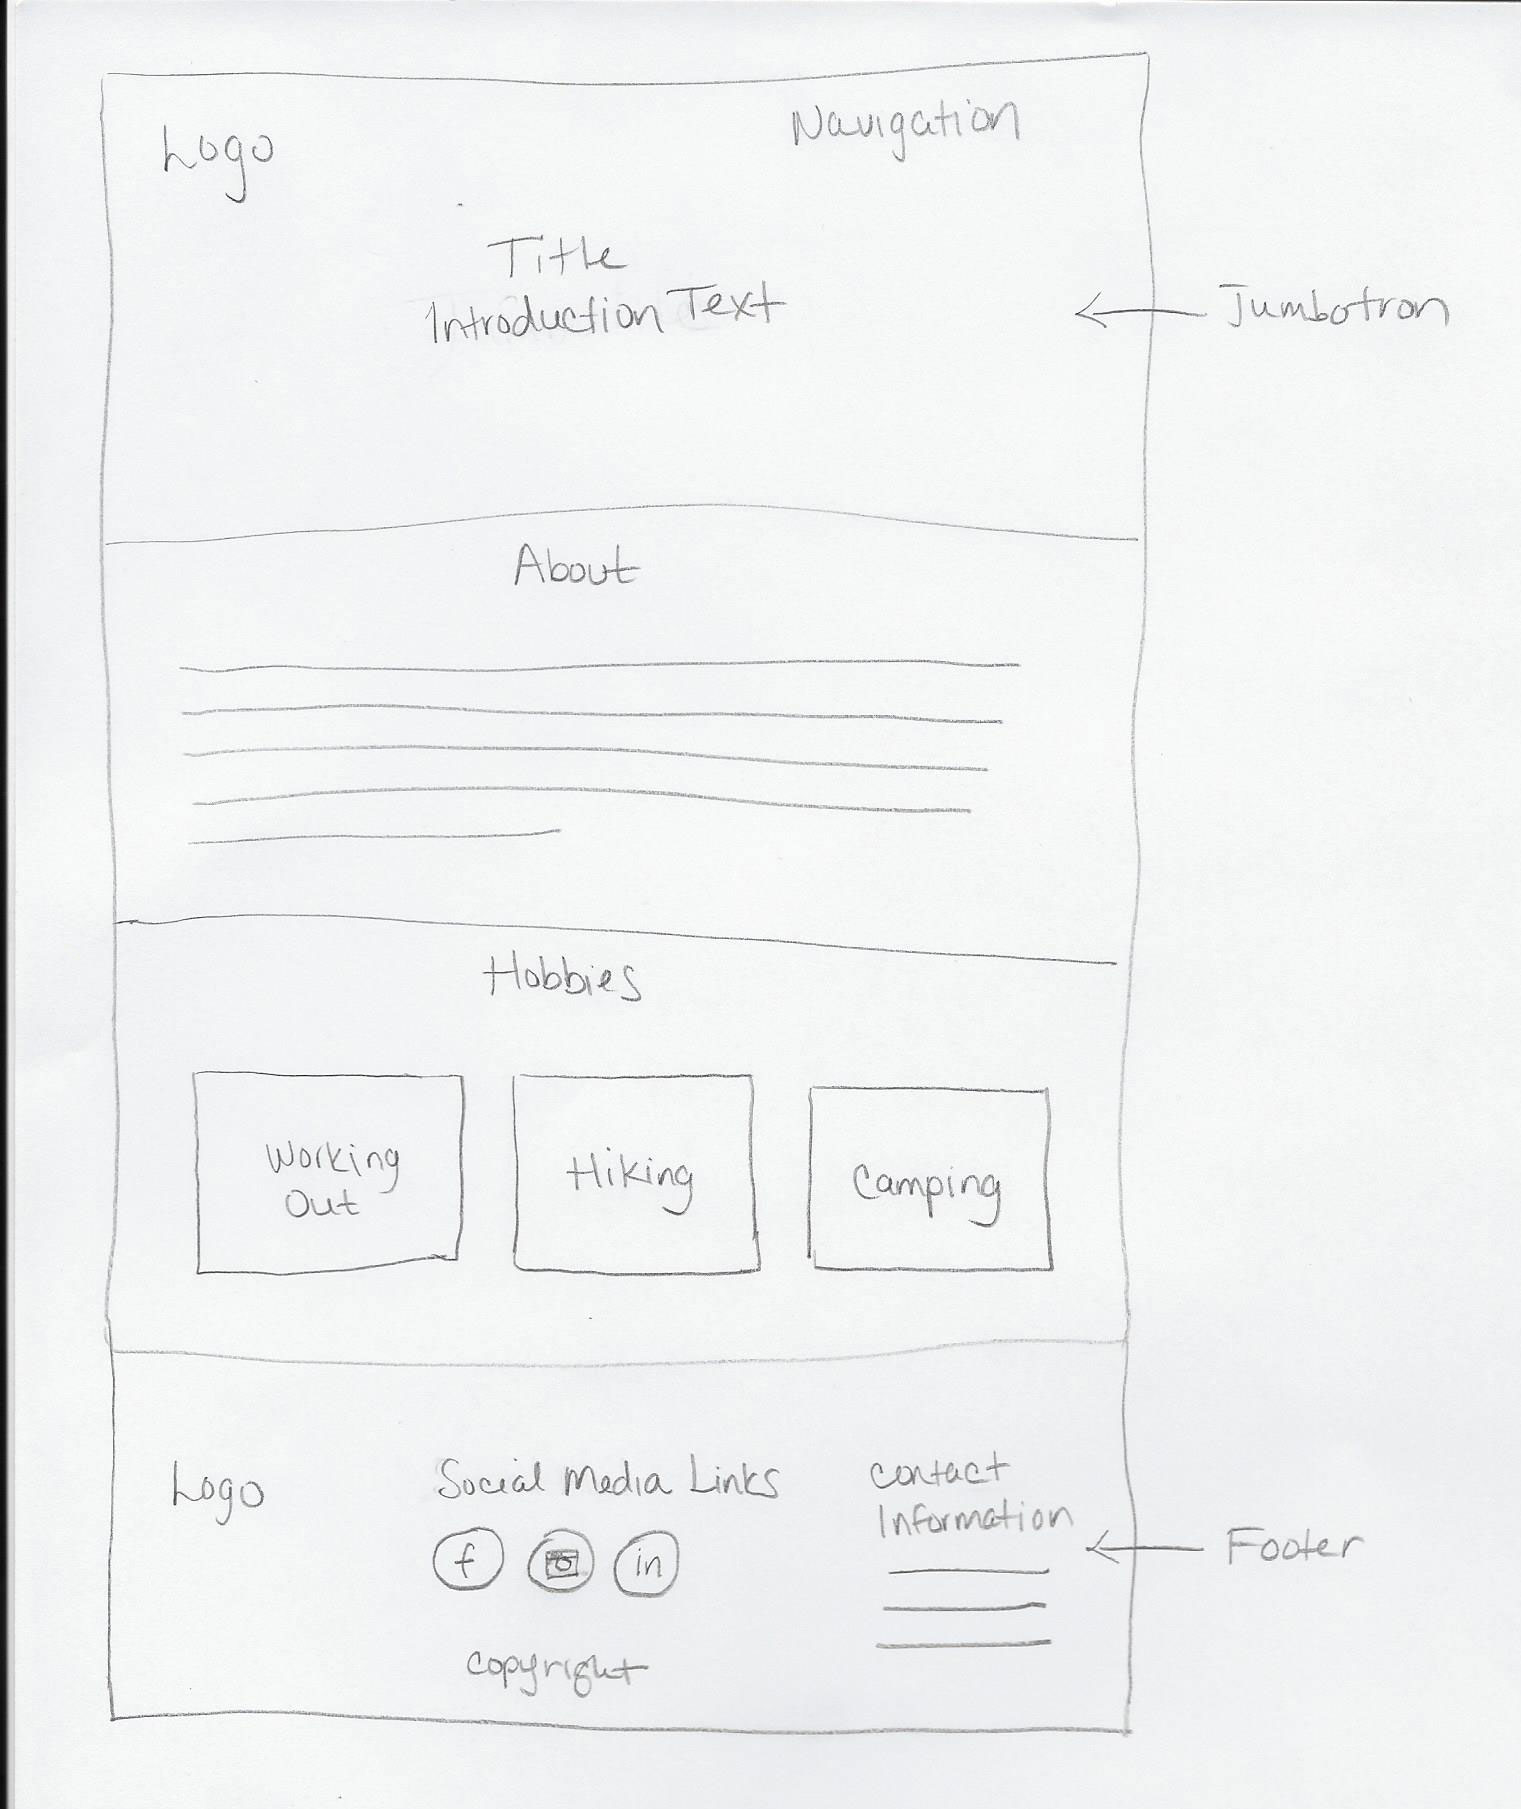 Logo
Navigation
Title
Introduction Text
Jumbotron
About
Hobbies
Working
Out
Hiking
Camping
Logo
Social Media Links
f
in
Contact
Information
Footer
Copyright